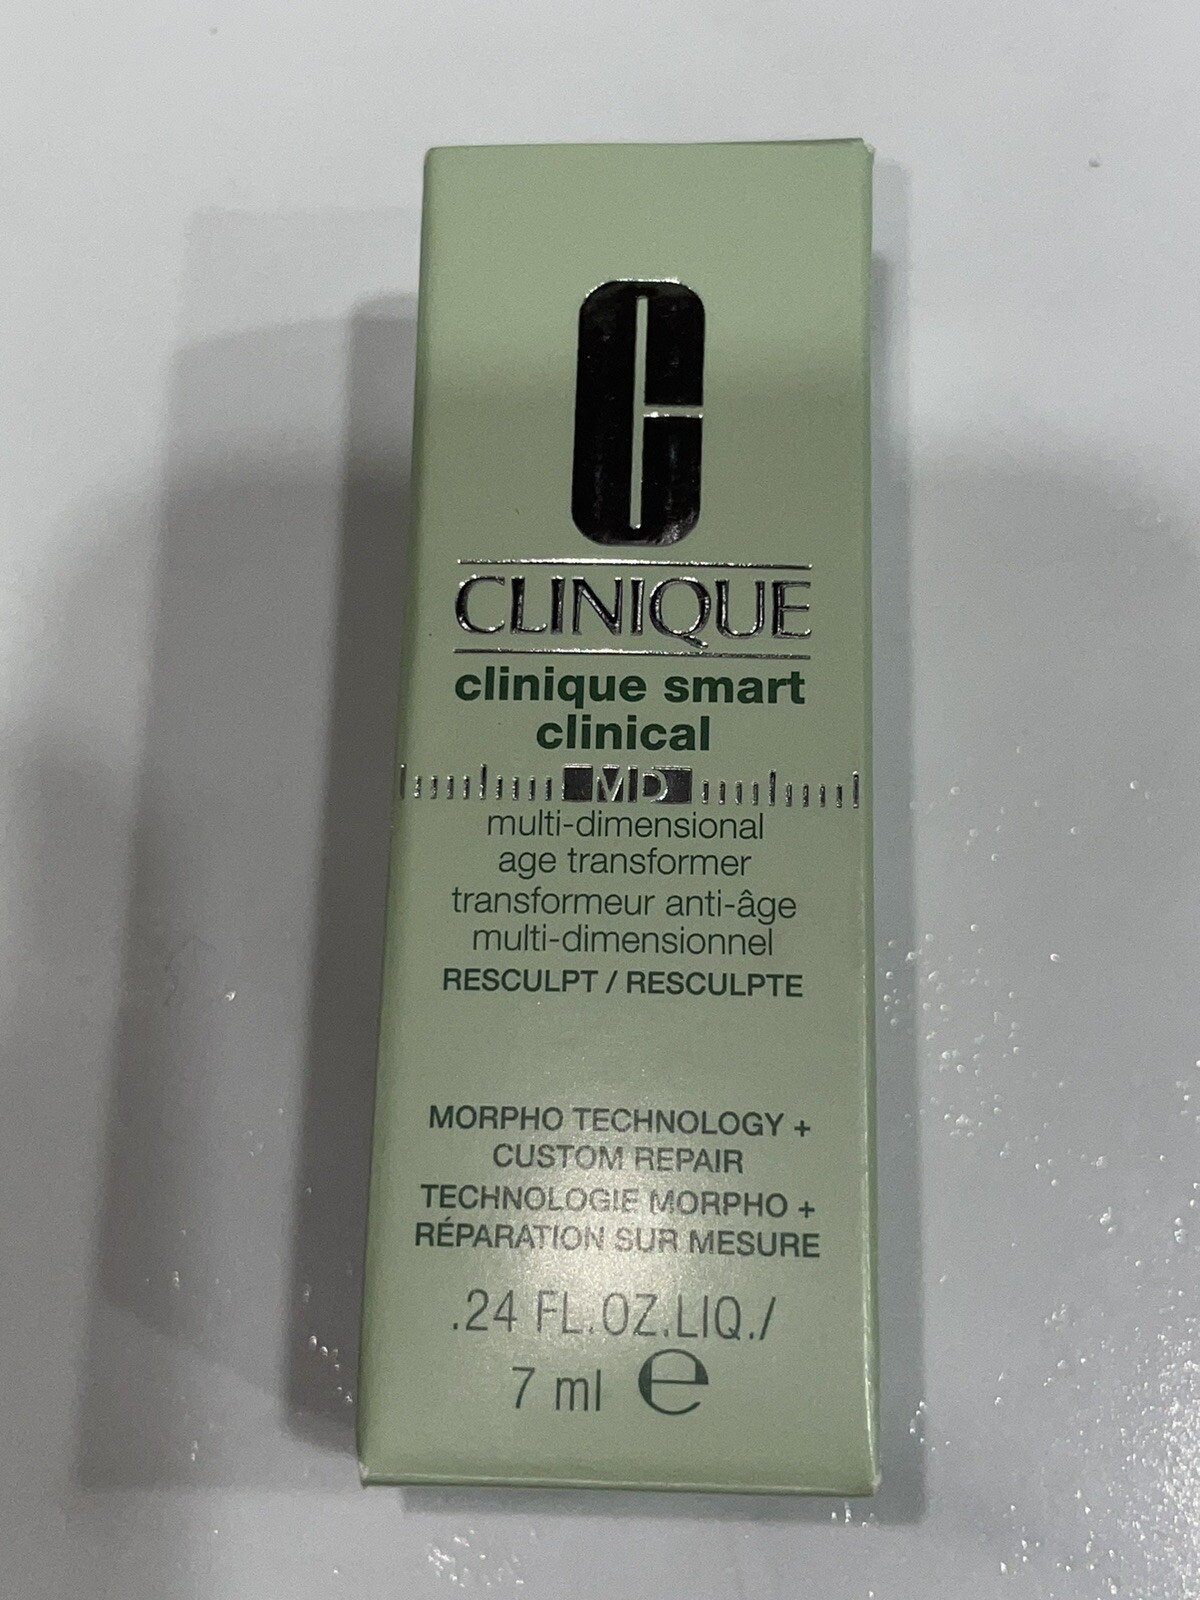 C
CLINIQUE
clinique smart
clinical
MD
multi-dimensional
age transformer
transformeur anti-âge
multi-dimensionnel
RESCULPT / RESCULPTE
MORPHO TECHNOLOGY +
CUSTOM REPAIR
TECHNOLOGIE MORPHO +
RÉPARATION SUR MESURE
.24 FL.OZ.LIQ./
7 ml ℮